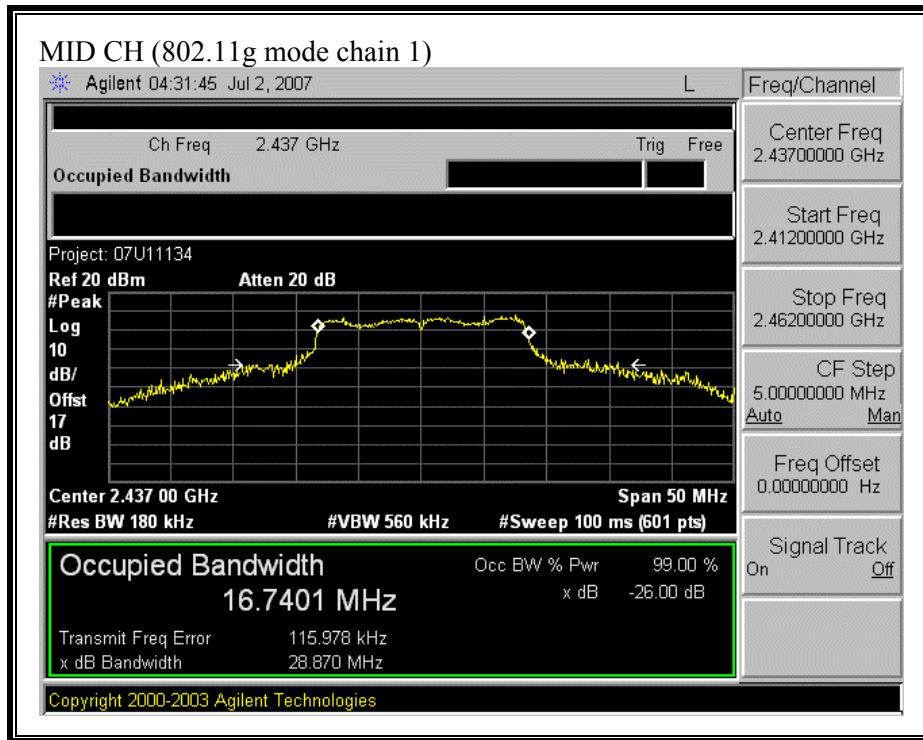 MID CH (802.11g mode chain 1)
Agilent 04:31:45 Jul 2, 2007 L
Freq/Channel
Ch Freq 2.437 GHz Trig Free
Occupied Bandwidth
Center Freq
2.43700000 GHz
Start Freq
2.41200000 GHz
Stop Freq
2.46200000 GHz
CF Step
5.00000000 MHz
Auto Man
Freq Offset
0.00000000 Hz
Signal Track
On Off
Project: 07U11134
Ref 20 dBm Atten 20 dB
#Peak
Log
10
dB/
Offst
17
dB
Center 2.437 00 GHz Span 50 MHz
#Res BW 180 kHz #VBW 560 kHz #Sweep 100 ms (601 pts)
Occupied Bandwidth Occ BW % Pwr 99.00 %
16.7401 MHz x dB -26.00 dB
Transmit Freq Error 115.978 kHz
x dB Bandwidth 28.870 MHz
Copyright 2000-2003 Agilent Technologies